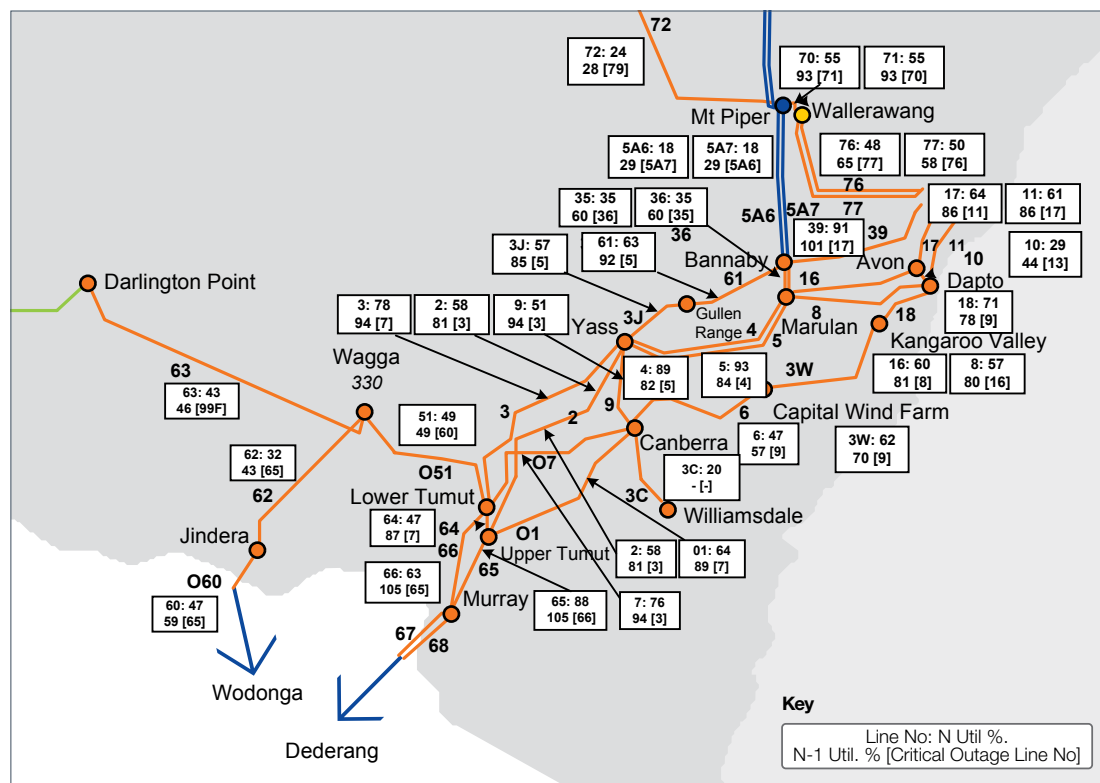 72
72: 24
28 [79]
70: 55
93 [71]
71: 55
93 [70]
Mt Piper
Wallerawang
5A6: 18
29 [5A7]
5A7: 18
29 [5A6]
76: 48
65 [77]
77: 50
58 [76]
76
77
5A6
5A7
35: 35
60 [36]
36: 35
60 [35]
36
17: 64
86 [11]
11: 61
86 [17]
39: 91
101 [17]
39
17
11
10
10: 29
44 [13]
3J: 57
85 [5]
61: 63
92 [5]
61
Bannaby
Avon
Dapto
Darlington Point
16
8
18
18: 71
78 [9]
Gullen
Range
Marulan
Kangaroo Valley
3: 78
94 [7]
2: 58
81 [3]
9: 51
94 [3]
3J
Yass
4
5
Wagga
330
4: 89
82 [5]
5: 93
84 [4]
3W
16: 60
81 [8]
8: 57
80 [16]
63
63: 43
46 [99F]
51: 49
49 [60]
3
2
9
6
Capital Wind Farm
Canberra
6: 47
57 [9]
3W: 62
70 [9]
62: 32
43 [65]
62
O51
O7
3C: 20
- [-]
3C
Lower Tumut
Williamsdale
64: 47
87 [7]
64
66
O1
Upper Tumut
65
Jindera
2: 58
81 [3]
01: 64
89 [7]
66: 63
105 [65]
O60
60: 47
59 [65]
Murray
65: 88
105 [66]
7: 76
94 [3]
67
68
Wodonga
Dederang
Key
Line No: N Util %.
N-1 Util. % [Critical Outage Line No]